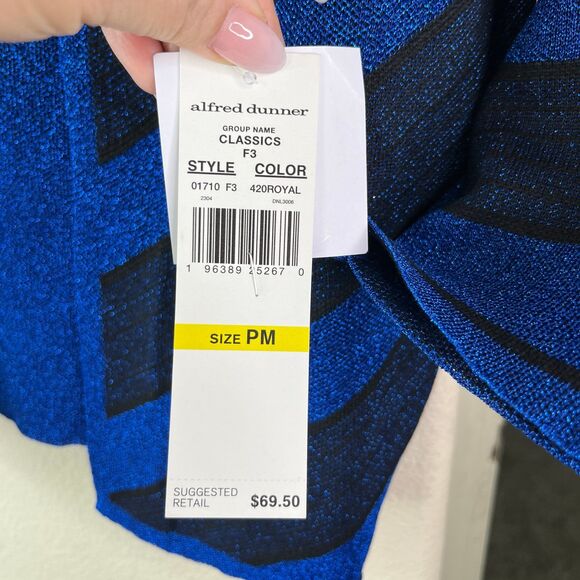 alfred dunner
GROUP NAME
CLASSICS
F3
STYLE COLOR
01710 F3 420ROYAL
2304 DNL3006
1 96389 25267 0
SIZE PM
SUGGESTED
RETAIL $69.50